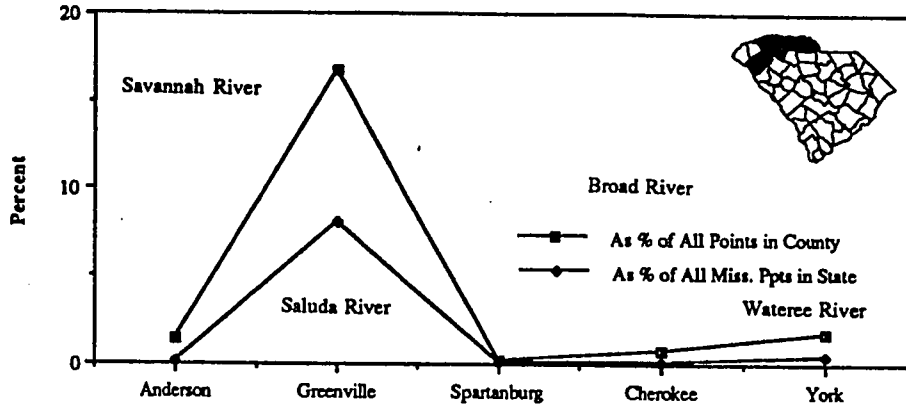 20
Savannah River
Percent
10
Broad River
As % of All Points in County
As % of All Miss. Ppts in State
Saluda River
Wateree River
0
Anderson Greenville Spartanburg Cherokee York